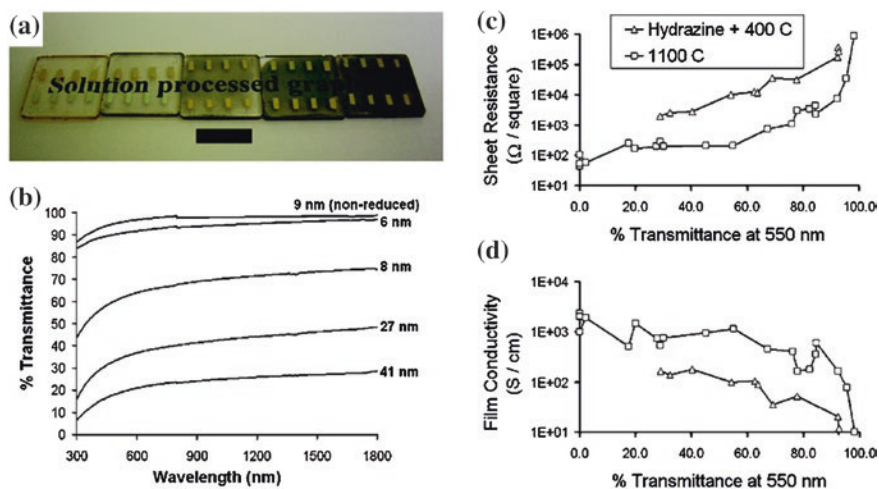 (a)
Solution processed grap
(b)
% Transmittance
100
90
80
70
60
50
40
30
20
10
0
9 nm (non-reduced)
6 nm
8 nm
27 nm
41 nm
300 600 900 1200 1500 1800
Wavelength (nm)
(c)
Sheet Resistance
(Ω / square)
1E+06
1E+05
1E+04
1E+03
1E+02
1E+01
Hydrazine + 400 C
1100 C
0.0 20.0 40.0 60.0 80.0 100.0
% Transmittance at 550 nm
(d)
Film Conductivity
(S / cm)
1E+04
1E+03
1E+02
1E+01
0.0 20.0 40.0 60.0 80.0 100.0
% Transmittance at 550 nm